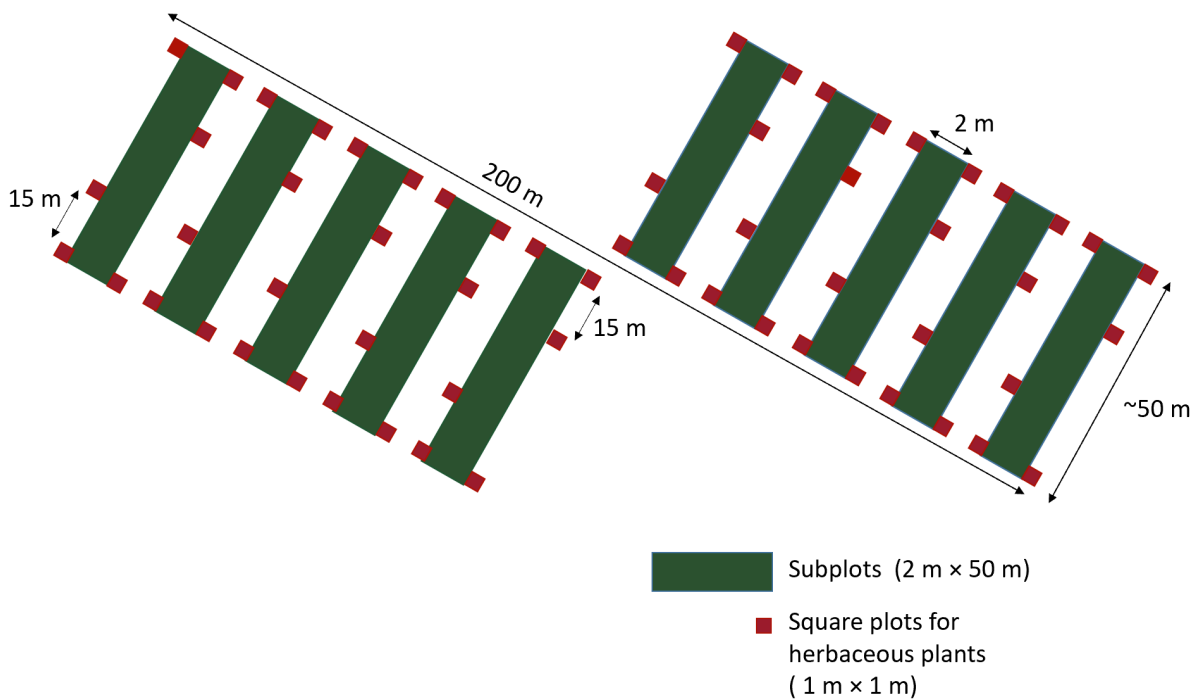 2 m
200 m
15 m
15 m
~50 m
Subplots (2 m × 50 m)
Square plots for
herbaceous plants
( 1 m × 1 m)